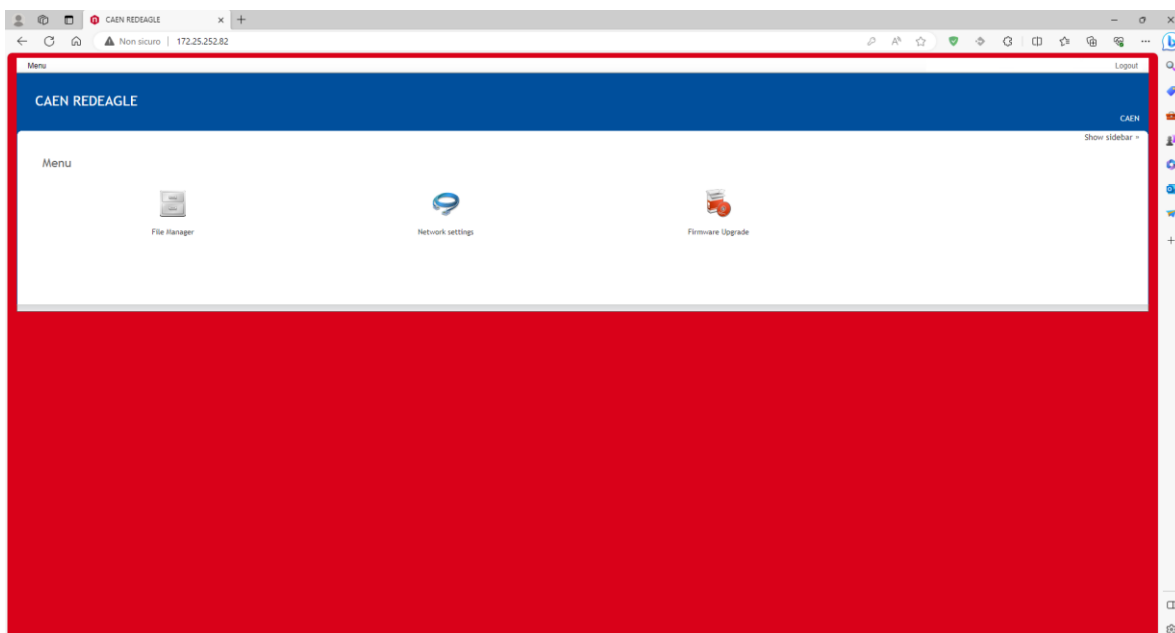 CAEN REDEAGLE
Non sicuro 172.25.252.82
Menu Logout
CAEN REDEAGLE
CAEN
Show sidebar »
Menu
File Manager Network settings Firmware Upgrade